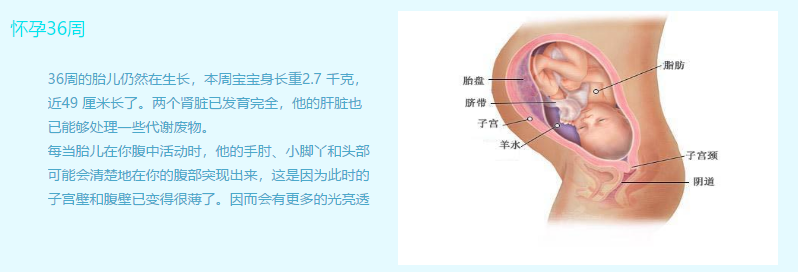 怀孕36周
36周的胎儿仍然在生长，本周宝宝身长重2.7 千克，
近49 厘米长了。两个肾脏已发育完全，他的肝脏也
已能够处理一些代谢废物。
每当胎儿在你腹中活动时，他的手肘、小脚丫和头部
可能会清楚地在你的腹部突现出来，这是因为此时的
子宫壁和腹壁已变得很薄了。因而会有更多的光亮透
胎盘
脐带
子宫
羊水
脂肪
子宫颈
阴道